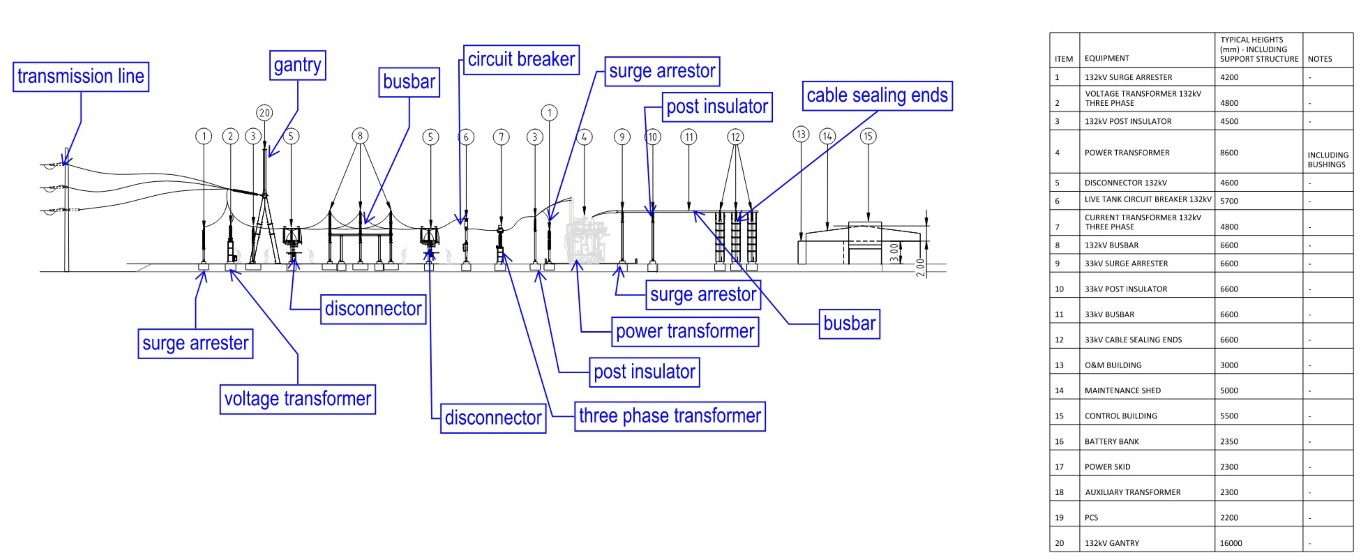 transmission line
gantry
busbar
circuit breaker
surge arrestor
post insulator
cable sealing ends
20
1
1 2 3 5 8 5 6 7 3 4 9 10 11 12 13 14 15
3.00
2.00
disconnector
surge arrestor
busbar
surge arrester
power transformer
post insulator
voltage transformer
disconnector
three phase transformer
ITEM EQUIPMENT TYPICAL HEIGHTS (mm) - INCLUDING SUPPORT STRUCTURE NOTES
1 132kV SURGE ARRESTER 4200 -
2 VOLTAGE TRANSFORMER 132kV THREE PHASE 4800 -
3 132kV POST INSULATOR 4500 -
4 POWER TRANSFORMER 8600 INCLUDING BUSHINGS
5 DISCONNECTOR 132kV 4600 -
6 LIVE TANK CIRCUIT BREAKER 132kV 5700 -
7 CURRENT TRANSFORMER 132kV THREE PHASE 4800 -
8 132kV BUSBAR 6600 -
9 33kV SURGE ARRESTER 6600 -
10 33kV POST INSULATOR 6600 -
11 33kV BUSBAR 6600 -
12 33kV CABLE SEALING ENDS 6600 -
13 O&M BUILDING 3000 -
14 MAINTENANCE SHED 5000 -
15 CONTROL BUILDING 5500 -
16 BATTERY BANK 2350 -
17 POWER SKID 2300 -
18 AUXILIARY TRANSFORMER 2300 -
19 PCS 2200 -
20 132kV GANTRY 16000 -